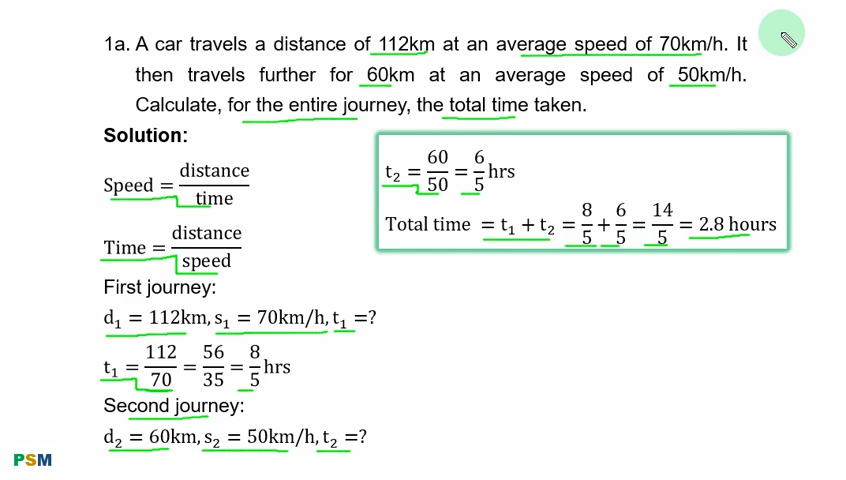 1a. A car travels a distance of 112km at an average speed of 70km/h. It
then travels further for 60km at an average speed of 50km/h.
Calculate, for the entire journey, the total time taken.
Solution:
Speed = distance/time
Time = distance/speed
First journey:
d₁ = 112km, s₁ = 70km/h, t₁ =?
t₁ = 112/70 = 56/35 = 8/5 hrs
Second journey:
d₂ = 60km, s₂ = 50km/h, t₂ =?
t₂ = 60/50 = 6/5 hrs
Total time = t₁ + t₂ = 8/5 + 6/5 = 14/5 = 2.8 hours
PSM